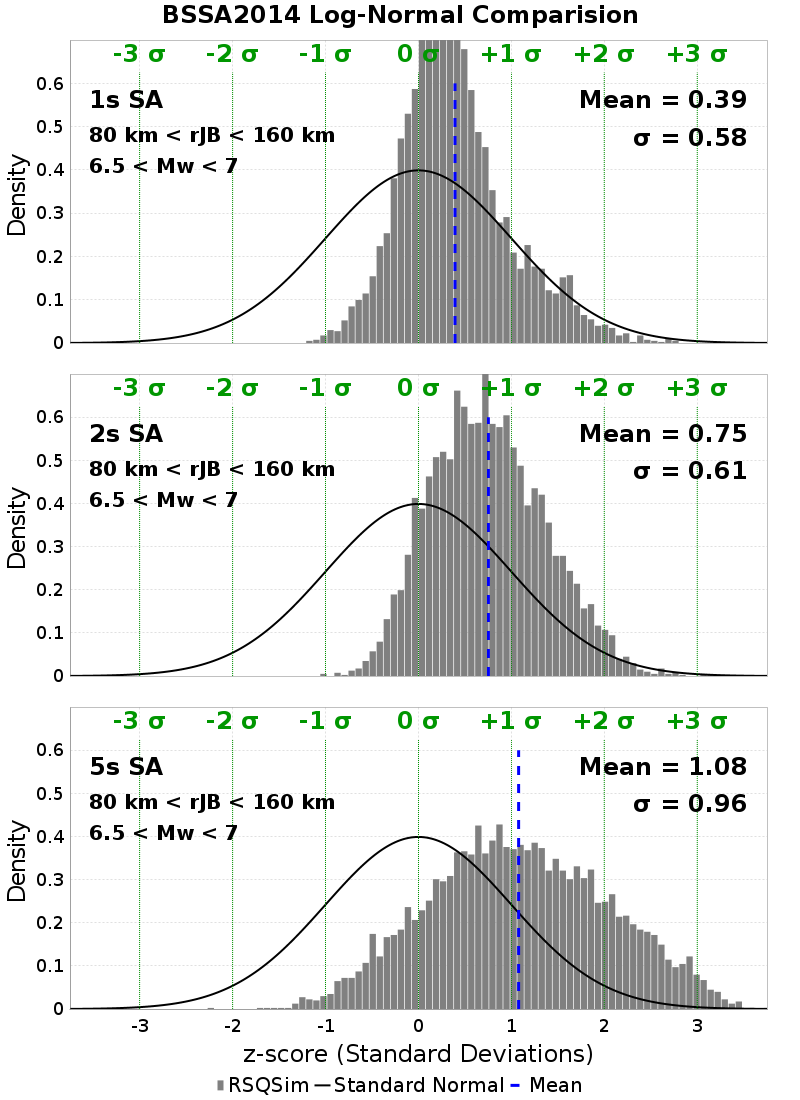 BSSA2014 Log-Normal Comparision
-3 σ -2 σ -1 σ 0 σ +1 σ +2 σ +3 σ
1s SA
80 km < rJB < 160 km
6.5 < Mw < 7
Mean = 0.39
σ = 0.58
Density
0.6
0.5
0.4
0.3
0.2
0.1
0
-3 σ -2 σ -1 σ 0 σ +1 σ +2 σ +3 σ
2s SA
80 km < rJB < 160 km
6.5 < Mw < 7
Mean = 0.75
σ = 0.61
Density
0.6
0.5
0.4
0.3
0.2
0.1
0
-3 σ -2 σ -1 σ 0 σ +1 σ +2 σ +3 σ
5s SA
80 km < rJB < 160 km
6.5 < Mw < 7
Mean = 1.08
σ = 0.96
Density
0.6
0.5
0.4
0.3
0.2
0.1
0
-3 -2 -1 0 1 2 3
z-score (Standard Deviations)
RSQSim Standard Normal Mean